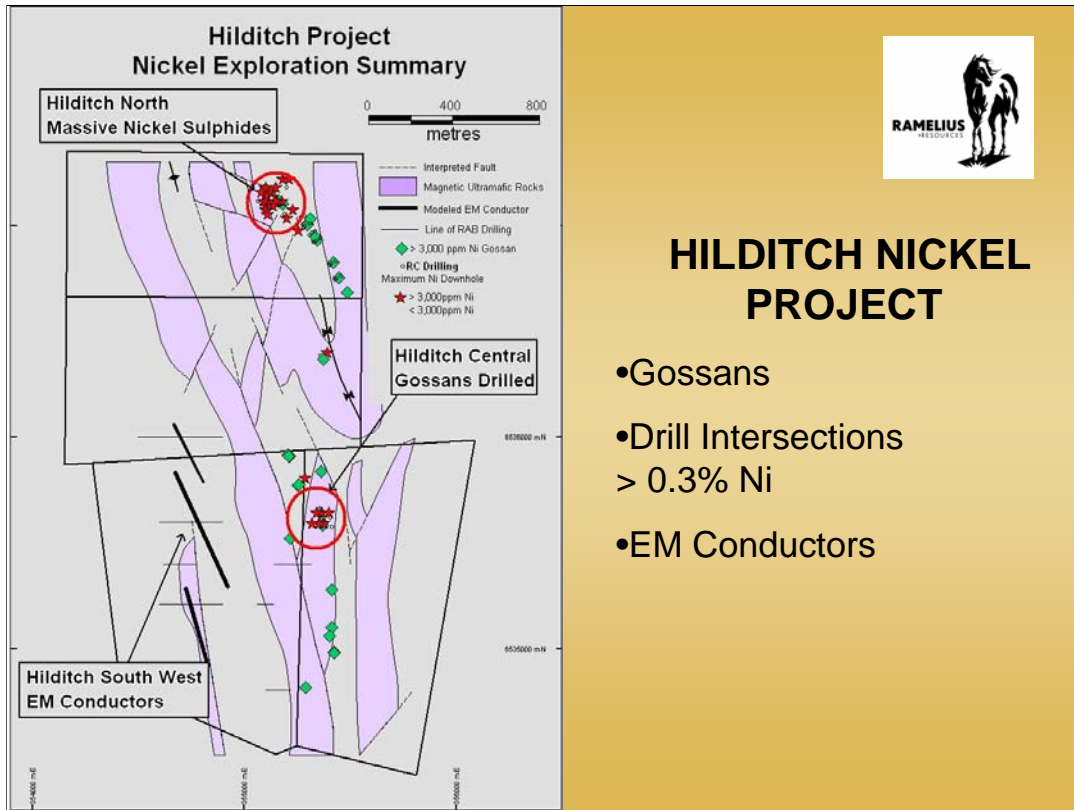 Hilditch Project
Nickel Exploration Summary
Hilditch North
Massive Nickel Sulphides
0 400 800
metres
Interpreted Fault
Magnetic Ultramafic Rocks
Modeled EM Conductor
Line of RAB Drilling
> 3,000 ppm Ni Gossan
RC Drilling
Maximum Ni Downhole
> 3,000ppm Ni
< 3,000ppm Ni
Hilditch Central
Gossans Drilled
Hilditch South West
EM Conductors
6535000 mN
RAMELIUS
RESOURCES
HILDITCH NICKEL
PROJECT
•Gossans
•Drill Intersections
> 0.3% Ni
•EM Conductors